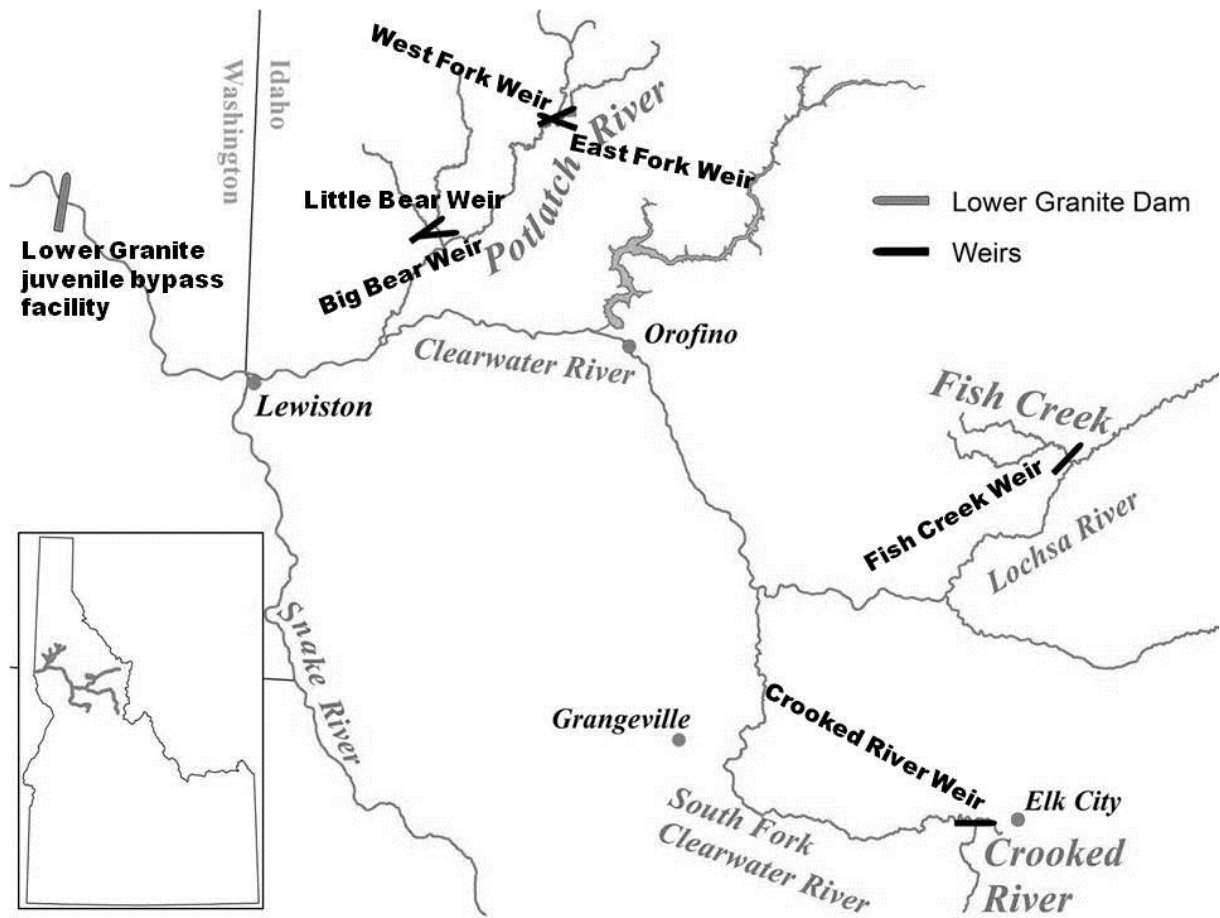 West Fork Weir
Idaho
Washington
Potlatch River
East Fork Weir
Little Bear Weir
Lower Granite Dam
Weirs
Lower Granite
juvenile bypass
facility
Big Bear Weir
Orofino
Clearwater River
Lewiston
Fish Creek
Fish Creek Weir
Lochsa River
Snake River
Crooked River Weir
Grangeville
Elk City
South Fork
Clearwater River
Crooked
River